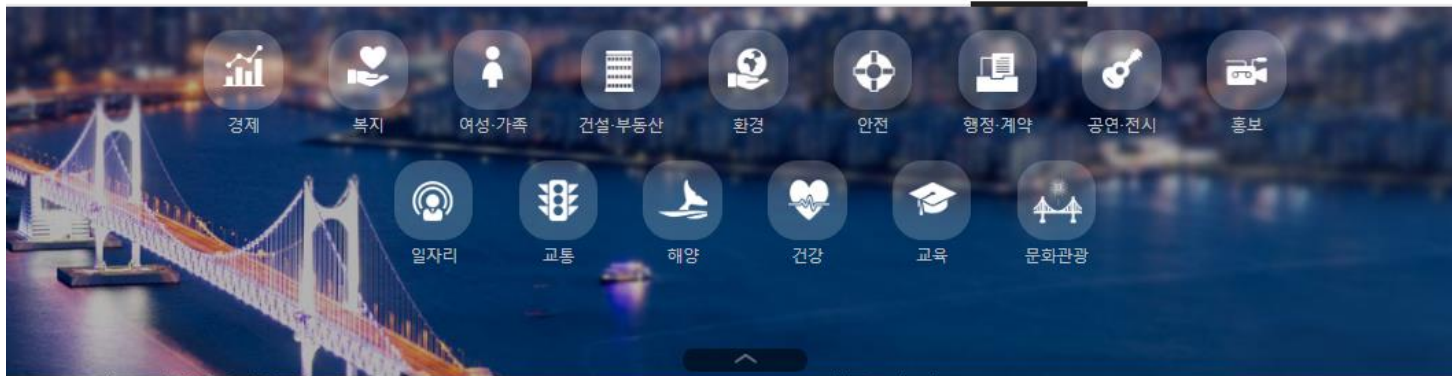 경제 복지 여성·가족 건설·부동산 환경 안전 행정·계약 공연·전시 홍보
일자리 교통 해양 건강 교육 문화관광